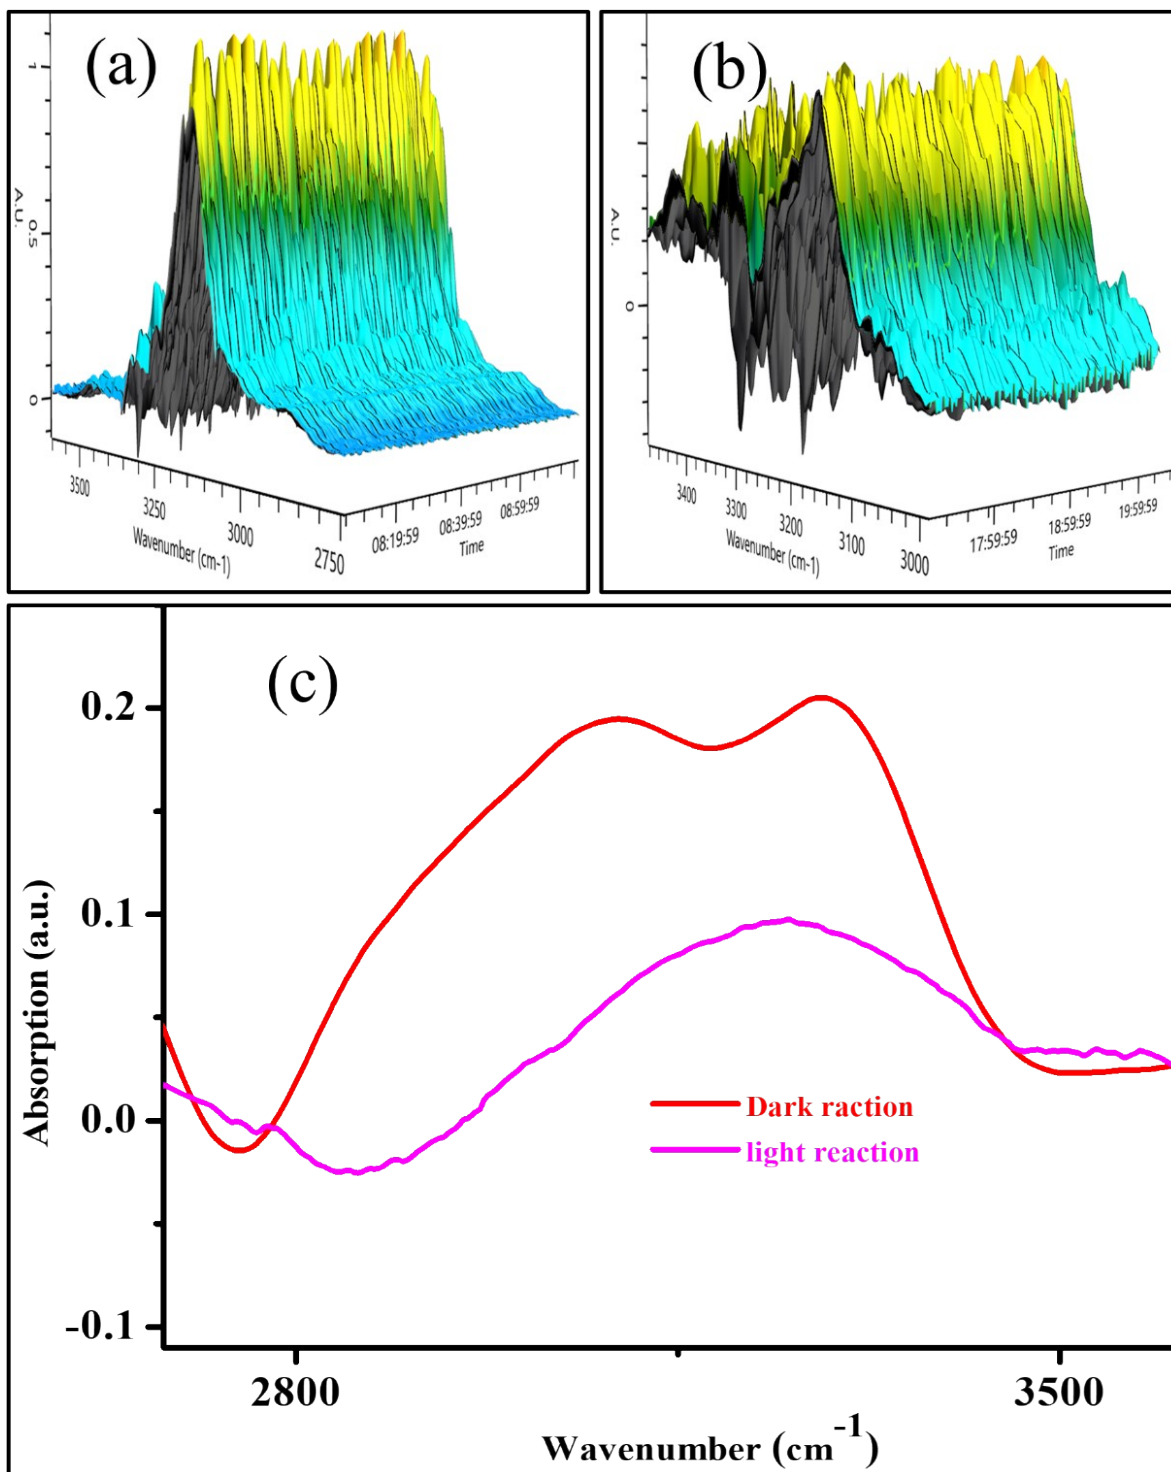 (a)
1
A.U.
0.5
0
3500
3250
3000
2750
Wavenumber (cm-1)
08:19:59
08:39:59
08:59:59
Time
(b)
A.U.
0
3400
3300
3200
3100
3000
Wavenumber (cm-1)
17:59:59
18:59:59
19:59:59
Time
(c)
0.2
0.1
0.0
-0.1
Absorption (a.u.)
Dark raction
light reaction
2800
3500
Wavenumber (cm-1)